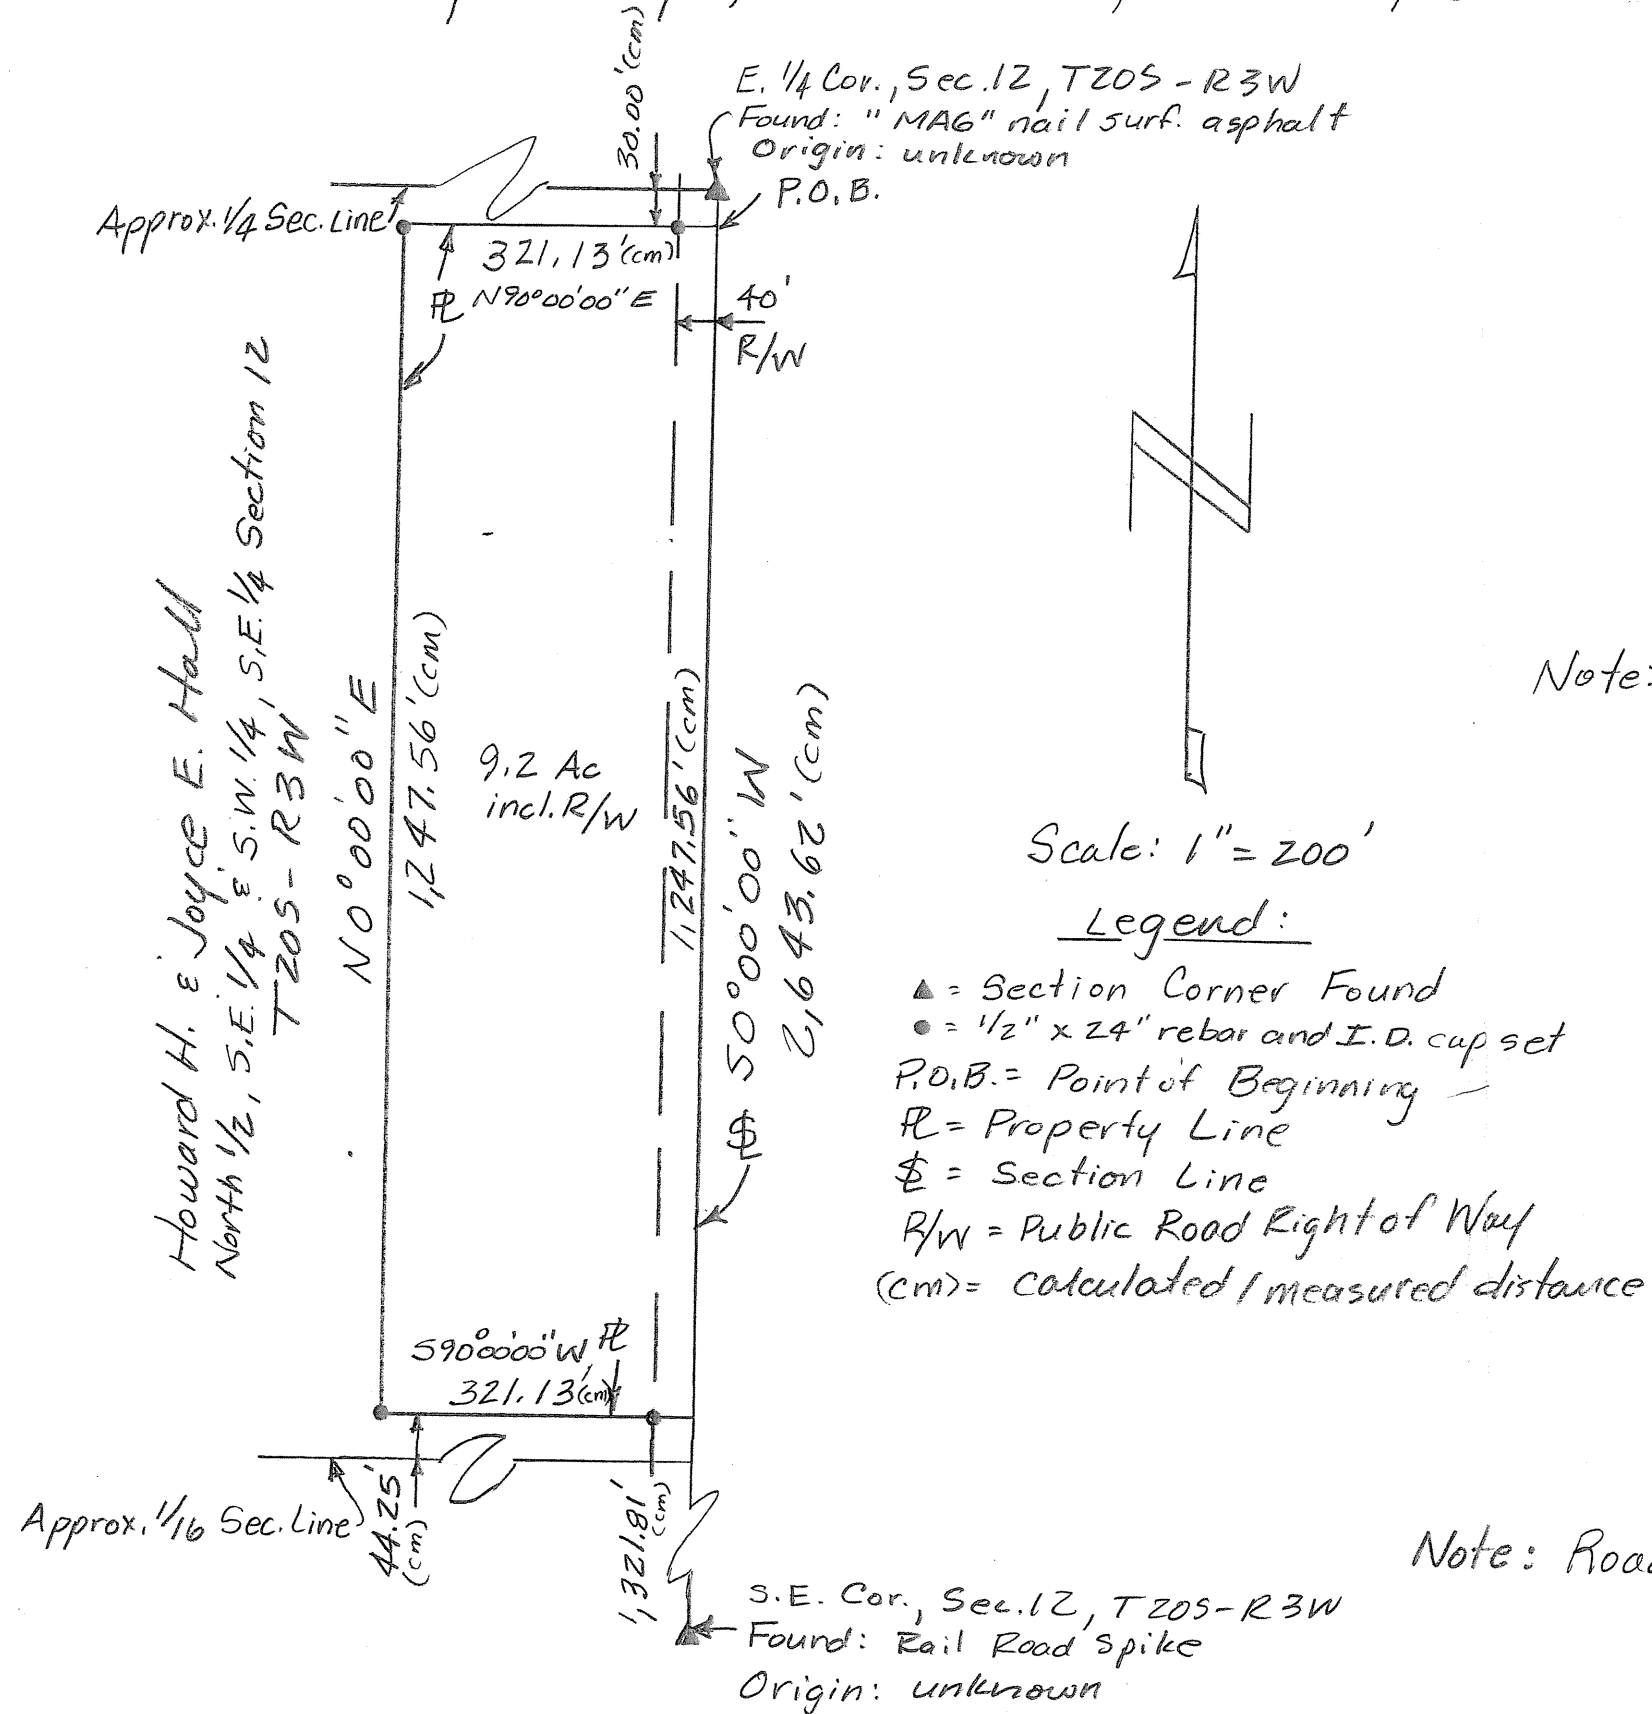 30.00'(cm)
E. 1/4 Cor., Sec.12, T20S-R3W
Found: "MAG" nail surf. asphalt
Origin: unknown
P.O.B.
Approx. 1/4 Sec. Line
321.13'(cm)
PL N90°00'00"E
40'
R/W
Howard H. & Joyce E. Hall
North 1/2, S.E. 1/4 & S.W. 1/4, S.E. 1/4 Section 12
T20S-R3W
N0°00'00"E
1,247.56'(cm)
9.2 Ac
incl. R/W
1,247.56'(cm)
SL S0°00'00"W
2,643.62'(cm)
N
Note:
Scale: 1"=200'
Legend:
▲ = Section Corner Found
● = 1/2" x 24" rebar and I.D. cap set
P.O.B. = Point of Beginning
PL = Property Line
SL = Section Line
R/W = Public Road Right of Way
(cm) = calculated/measured distance
S90°00'00"W PL
321.13'(cm)
44.25'
(cm)
Approx. 1/16 Sec. Line
1,321.81'
(cm)
Note: Road
S.E. Cor., Sec.12, T20S-R3W
Found: Rail Road Spike
Origin: unknown